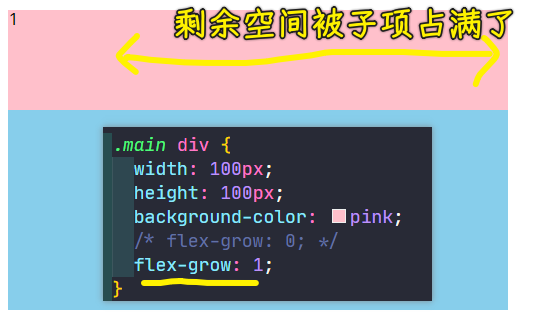 1
剩余空间被子项占满了
.main div {
width: 100px;
height: 100px;
background-color: pink;
/* flex-grow: 0; */
flex-grow: 1;
}